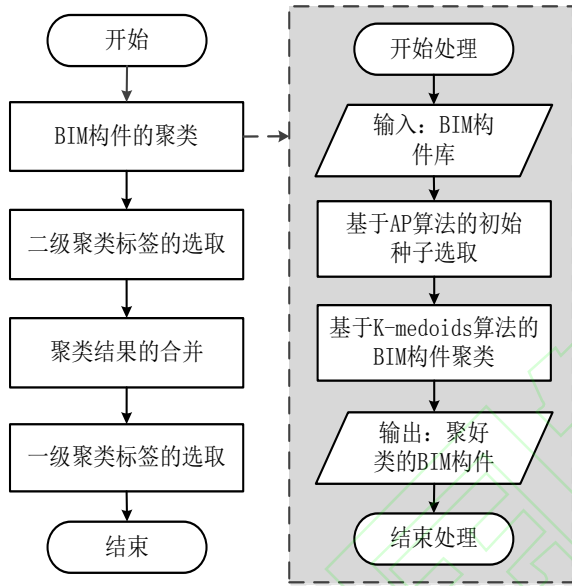 开始
BIM构件的聚类
二级聚类标签的选取
聚类结果的合并
一级聚类标签的选取
结束
开始处理
输入：BIM构
件库
基于AP算法的初始
种子选取
基于K-medoids算法的
BIM构件聚类
输出：聚好
类的BIM构件
结束处理